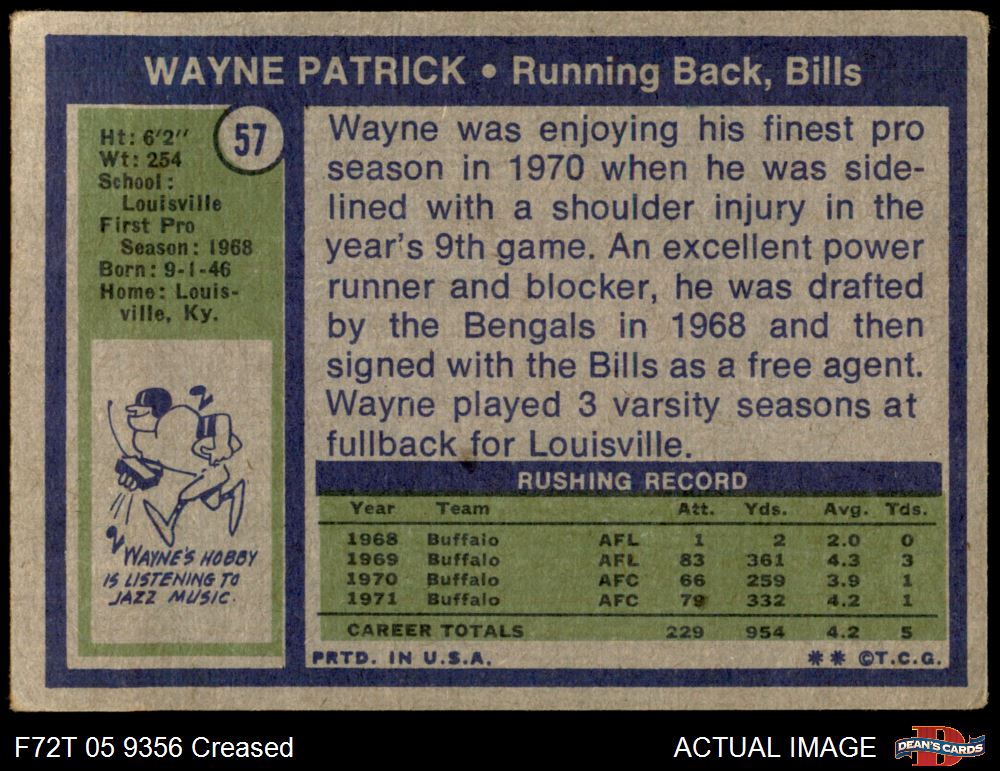 WAYNE PATRICK • Running Back, Bills
57
Ht: 6'2"
Wt: 254
School:
Louisville
First Pro
Season: 1968
Born: 9-1-46
Home: Louis-
ville, Ky.
WAYNE'S HOBBY
IS LISTENING TO
JAZZ MUSIC.
Wayne was enjoying his finest pro
season in 1970 when he was side-
lined with a shoulder injury in the
year's 9th game. An excellent power
runner and blocker, he was drafted
by the Bengals in 1968 and then
signed with the Bills as a free agent.
Wayne played 3 varsity seasons at
fullback for Louisville.
RUSHING RECORD
Year Team Att. Yds. Avg. Tds.
1968 Buffalo AFL 1 2 2.0 0
1969 Buffalo AFL 83 361 4.3 3
1970 Buffalo AFC 66 259 3.9 1
1971 Buffalo AFC 79 332 4.2 1
CAREER TOTALS 229 954 4.2 5
PRTD. IN U.S.A. ** ©T.C.G.
F72T 05 9356 Creased ACTUAL IMAGE DEAN'S CARDS